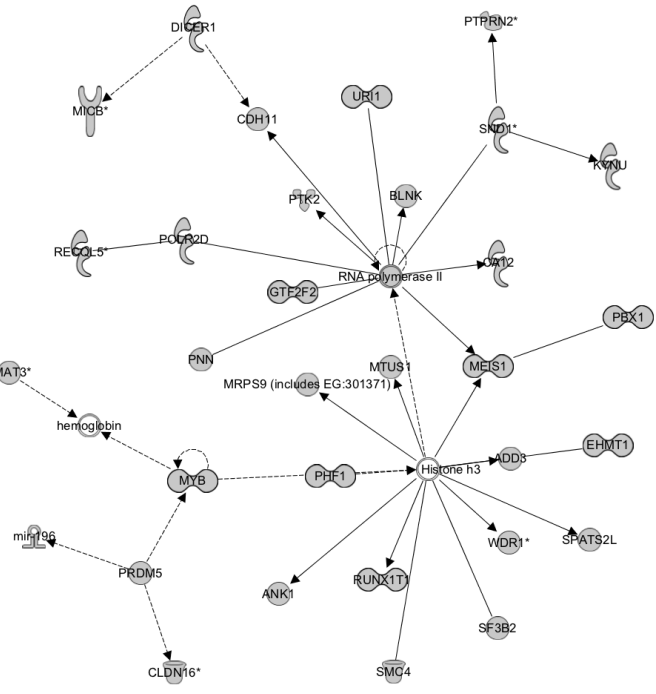 DICER1
PTPRN2*
MICB*
URI1
CDH11
SND1*
KYNU
PTK2
BLNK
RECQL5*
POLR2D
CA12
RNA polymerase II
GTF2F2
PBX1
PNN
MTUS1
MEIS1
MAT3*
MRPS9 (includes EG:301371)
hemoglobin
EHMT1
ADD3
Histone h3
PHF1
MYB
mir-196
WDR1*
SPATS2L
PRDM5
RUNX1T1
ANK1
SF3B2
CLDN16*
SMC4